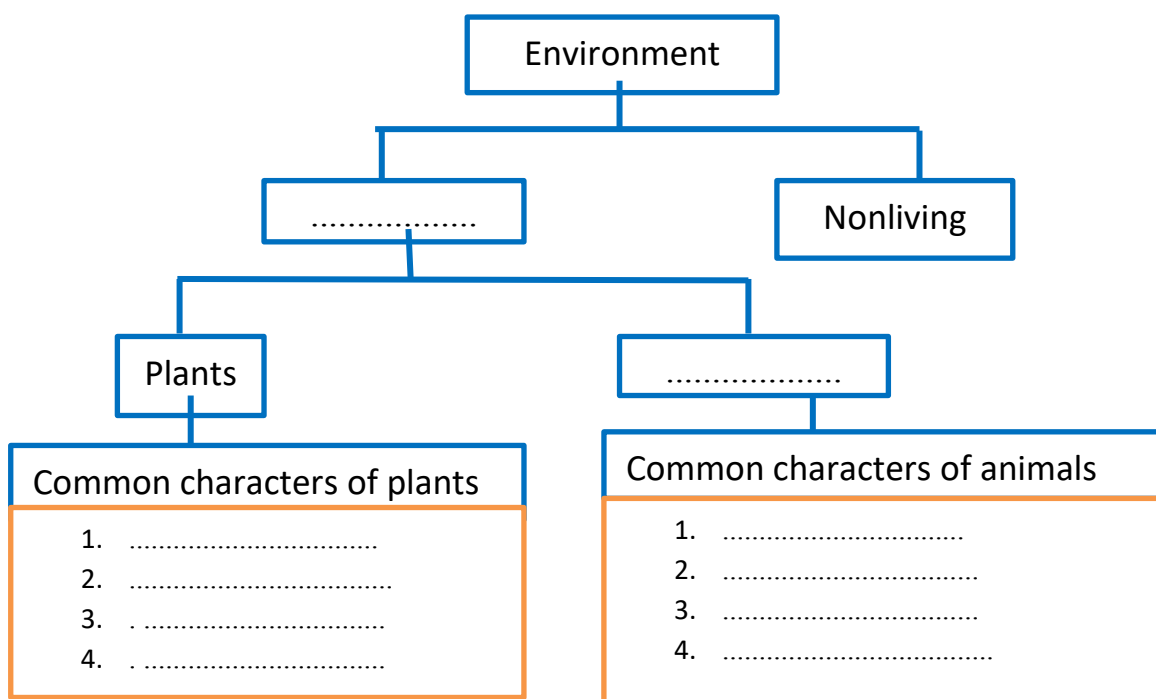 Environment
.................. Nonliving
Plants ...................
Common characters of plants
1. ..................................
2. ....................................
3. . .................................
4. . .................................
Common characters of animals
1. .................................
2. ...................................
3. ...................................
4. .....................................